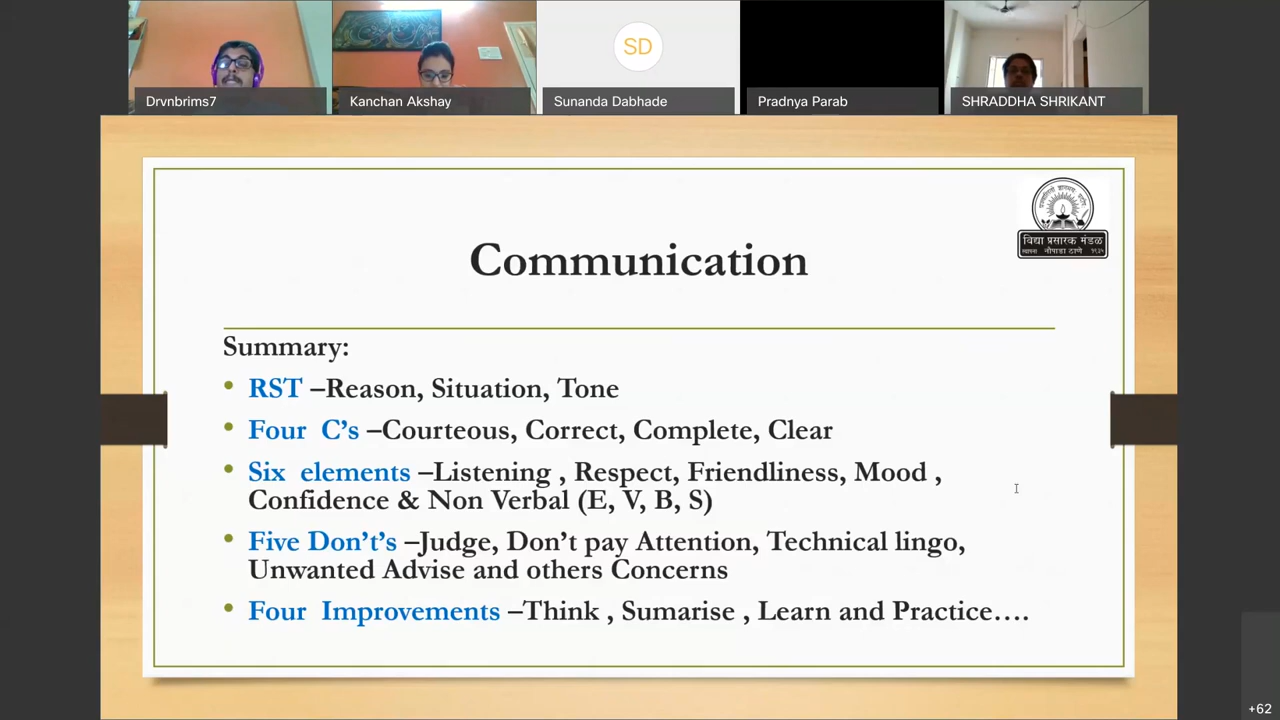 SD
Drvnbrims7
Kanchan Akshay
Sunanda Dabhade
Pradnya Parab
SHRADDHA SHRIKANT
विद्या प्रसारक मंडळ
नौपाडा ठाणे
Communication
Summary:
• RST –Reason, Situation, Tone
• Four C’s –Courteous, Correct, Complete, Clear
• Six elements –Listening , Respect, Friendliness, Mood ,
Confidence & Non Verbal (E, V, B, S)
• Five Don’t’s –Judge, Don’t pay Attention, Technical lingo,
Unwanted Advise and others Concerns
• Four Improvements –Think , Sumarise , Learn and Practice….
+62